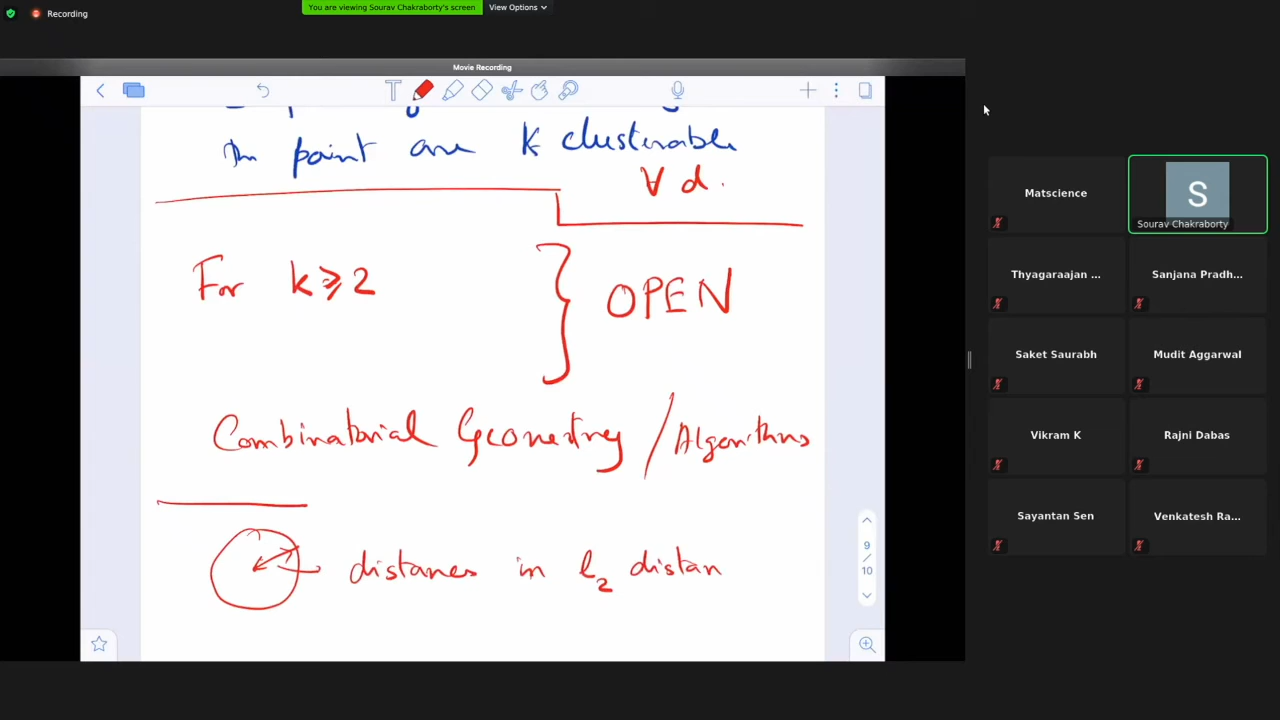 Recording
You are viewing Sourav Chakraborty's screen
View Options
Movie Recording
The point are k clusterable
∀ d.
For k ⩾ 2
OPEN
Combinatorial Geometry / Algorithms
distances in l₂ distan
9
/
10
Matscience
S
Sourav Chakraborty
Thyagaraajan ...
Sanjana Pradh...
Saket Saurabh
Mudit Aggarwal
Vikram K
Rajni Dabas
Sayantan Sen
Venkatesh Ra...